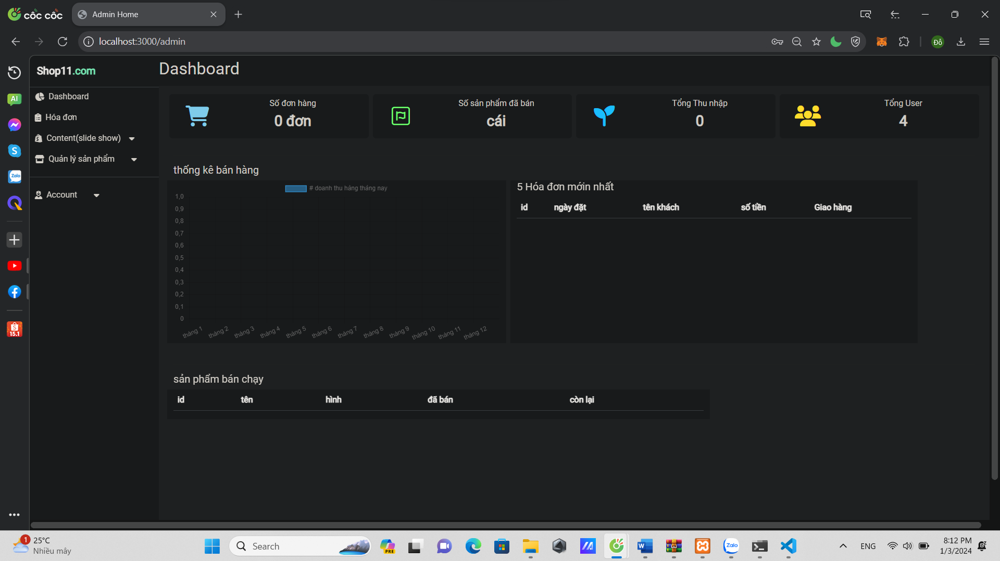 cốc cốc
Admin Home
localhost:3000/admin
Shop11.com
Dashboard
Dashboard
Hóa đơn
Content(slide show)
Quản lý sản phẩm
Account
Số đơn hàng
0 đơn
Số sản phẩm đã bán
cái
Tổng Thu nhập
0
Tổng User
4
thống kê bán hàng
# doanh thu hảng tháng nay
1,0
0,9
0,8
0,7
0,6
0,5
0,4
0,3
0,2
0,1
0
tháng 1
tháng 2
tháng 3
tháng 4
tháng 5
tháng 6
tháng 7
tháng 8
tháng 9
tháng 10
tháng 11
tháng 12
5 Hóa đơn mớin nhất
id ngày đặt tên khách số tiền Giao hàng
sản phẩm bán chạy
id tên hình đã bán còn lại
AI
S
Zalo
15.1
Đỗ
1
25°C
Nhiều mây
Search
PRE
W
Zalo
ENG
8:12 PM
1/3/2024